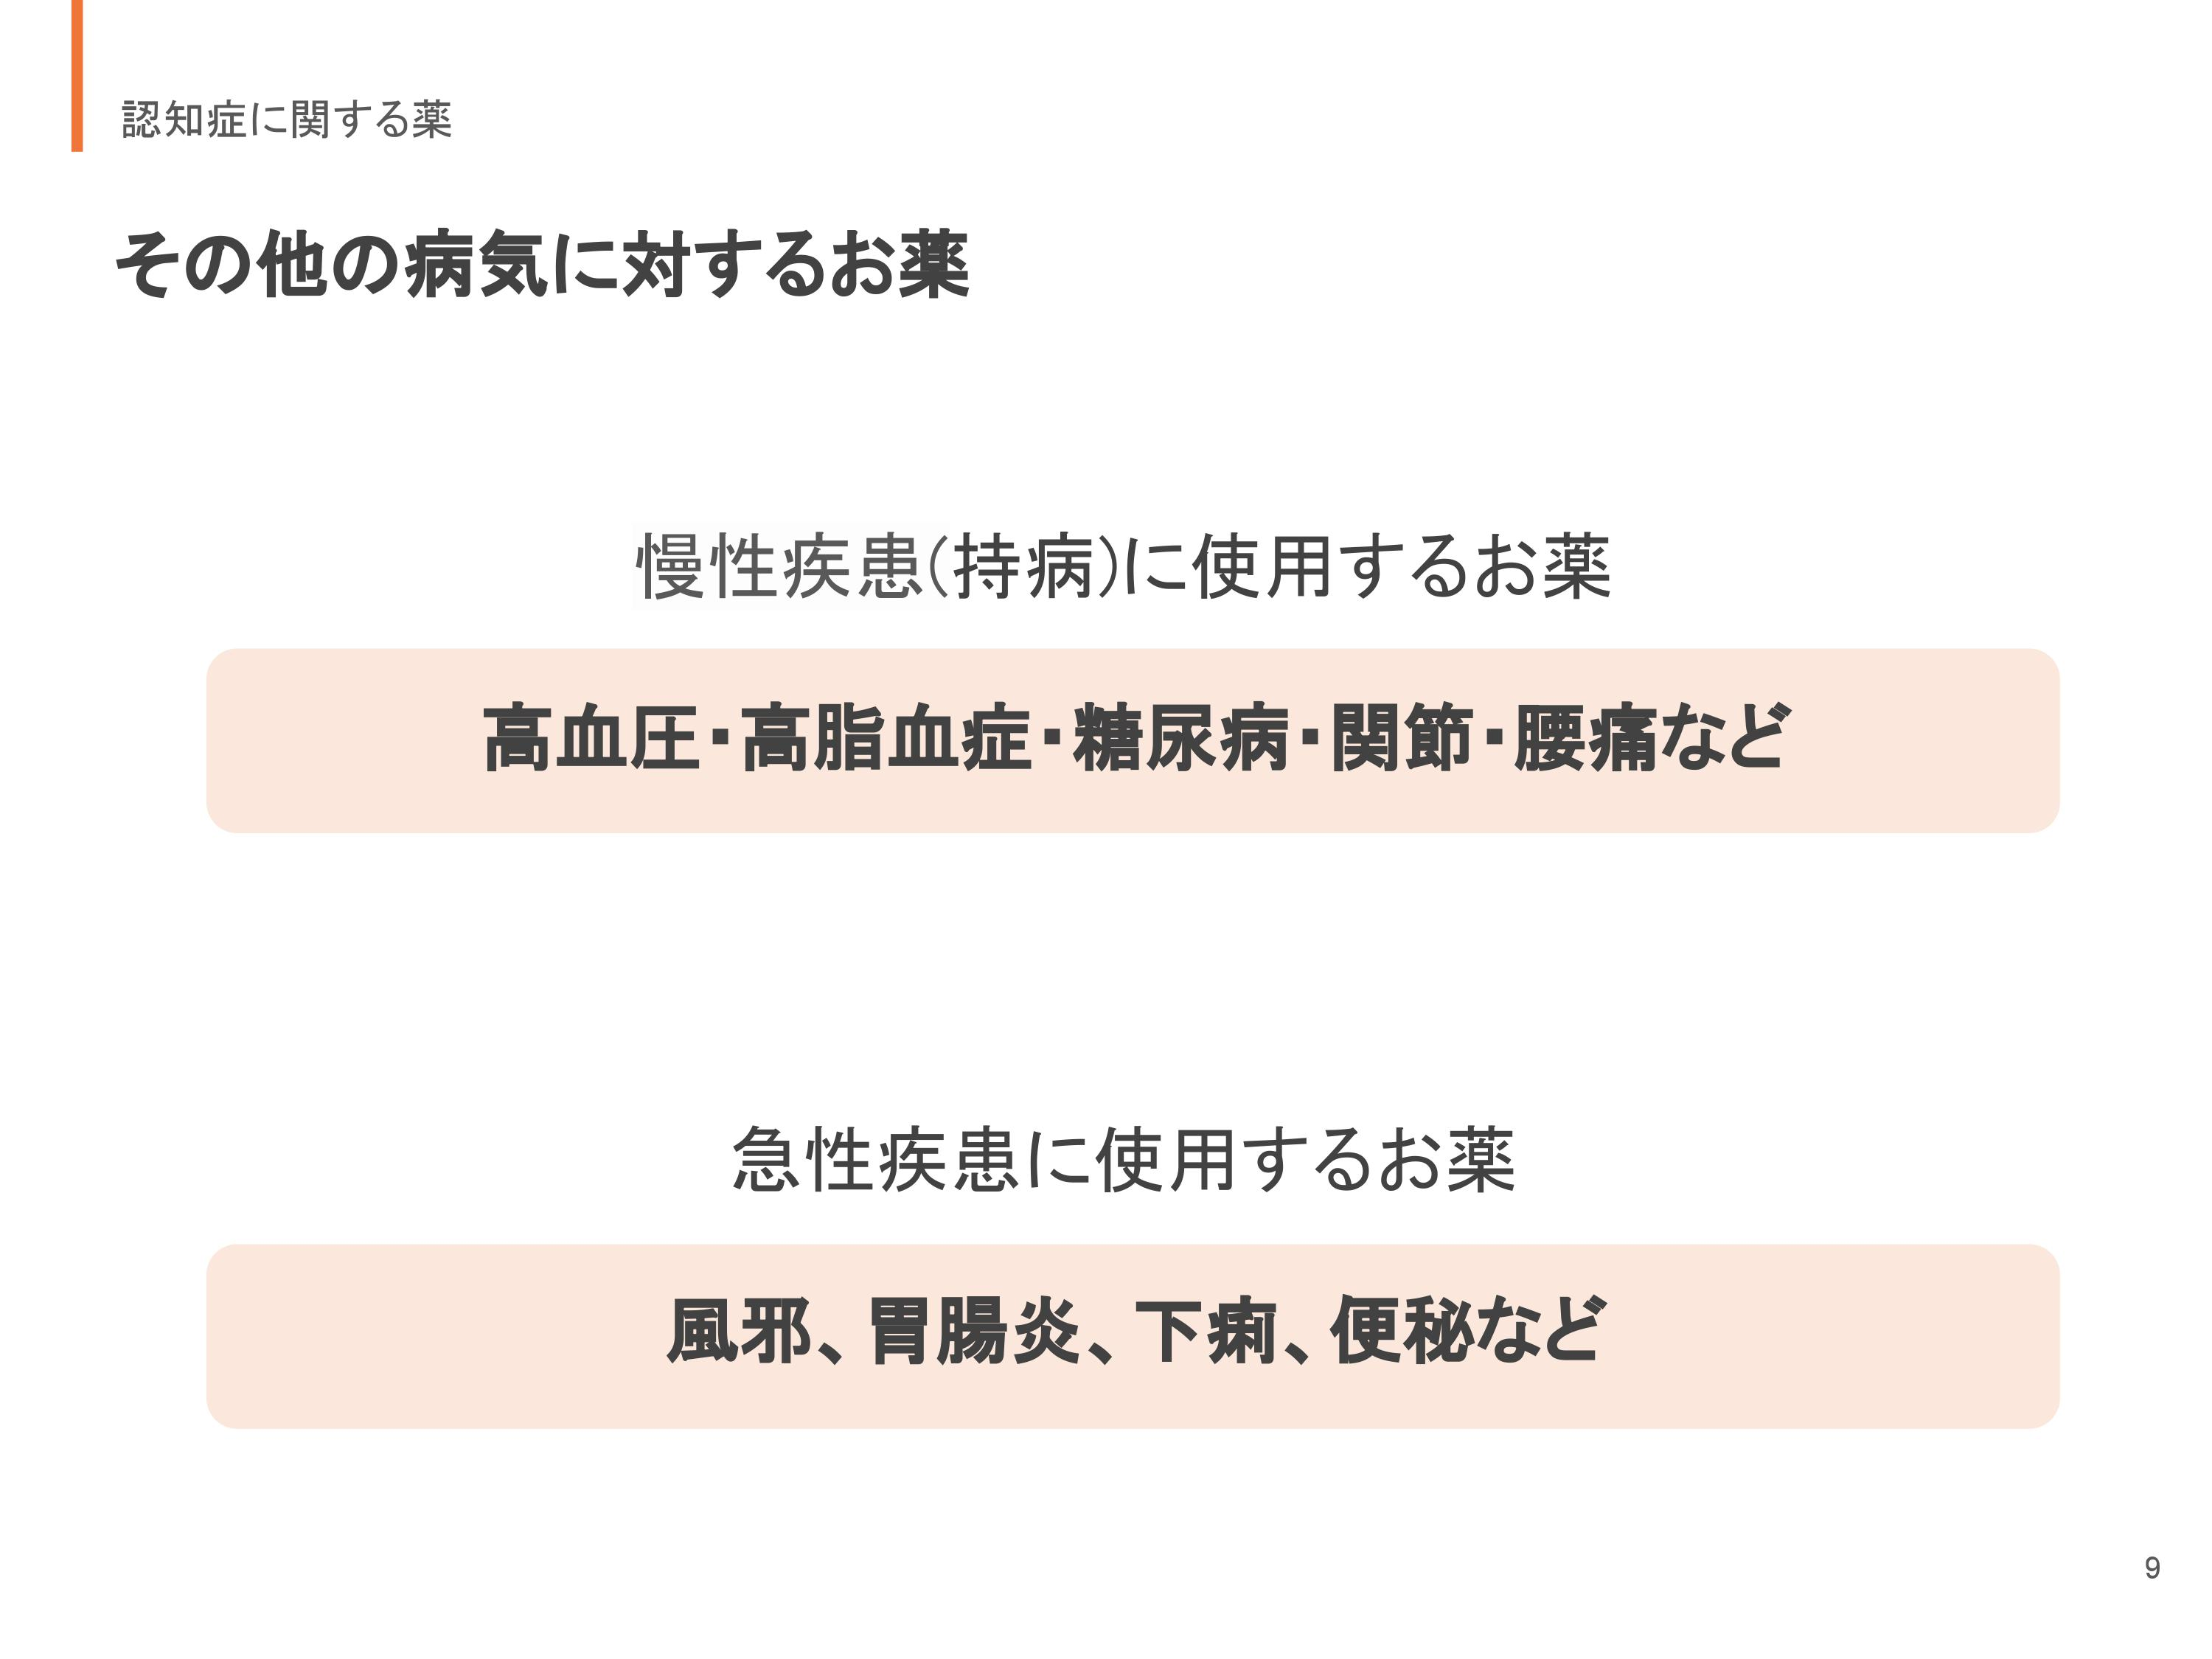 認知症に関する薬
その他の病気に対するお薬
慢性疾患(持病)に使用するお薬
高血圧・高脂血症・糖尿病・関節・腰痛など
急性疾患に使用するお薬
風邪、胃腸炎、下痢、便秘など
9